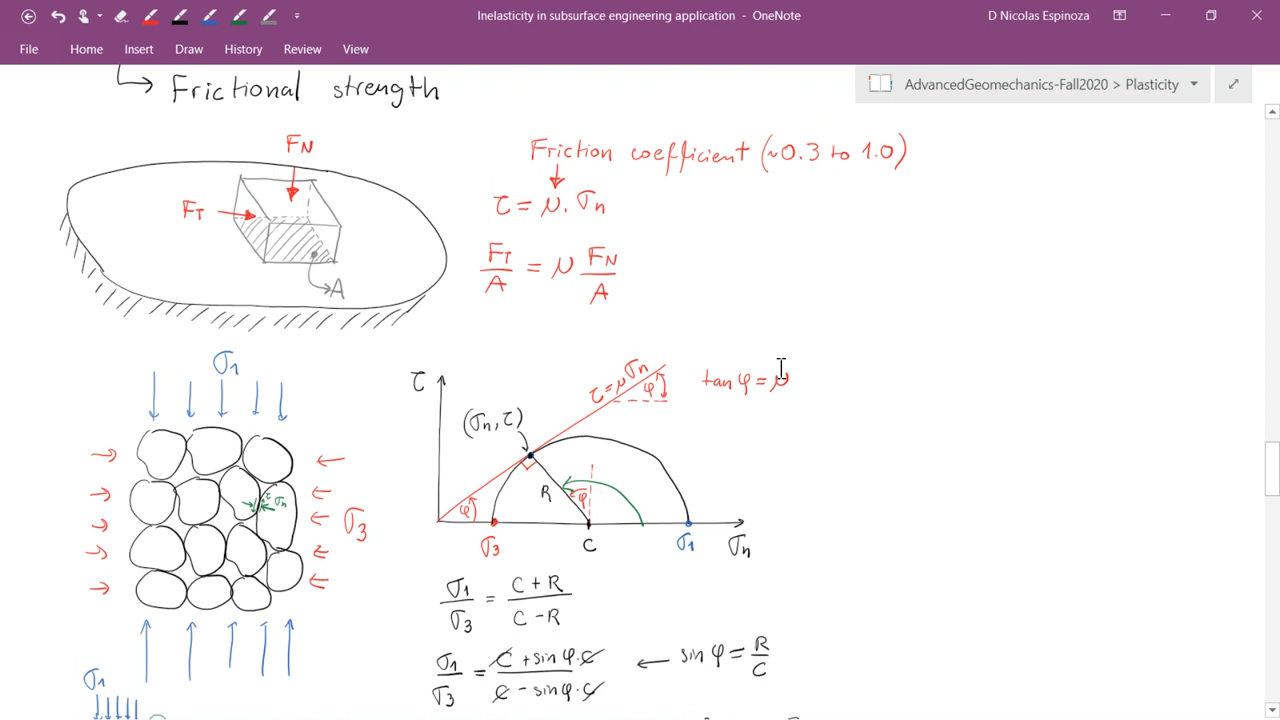 Inelasticity in subsurface engineering application - OneNote
D Nicolas Espinoza
File Home Insert Draw History Review View
AdvancedGeomechanics-Fall2020 > Plasticity
Frictional strength
FN
FT
A
Friction coefficient (~0.3 to 1.0)
τ = μ. σn
FT/A = μ FN/A
σ1
σ3
τ σn
σ1
τ
τ=μσn
φ
tan φ = μ
(σn, τ)
R
φ
φ
σ3
C
σ1
σn
σ1/σ3 = C + R / C - R
σ1/σ3 = C + sin φ . C / C - sin φ . C ← sin φ = R/C